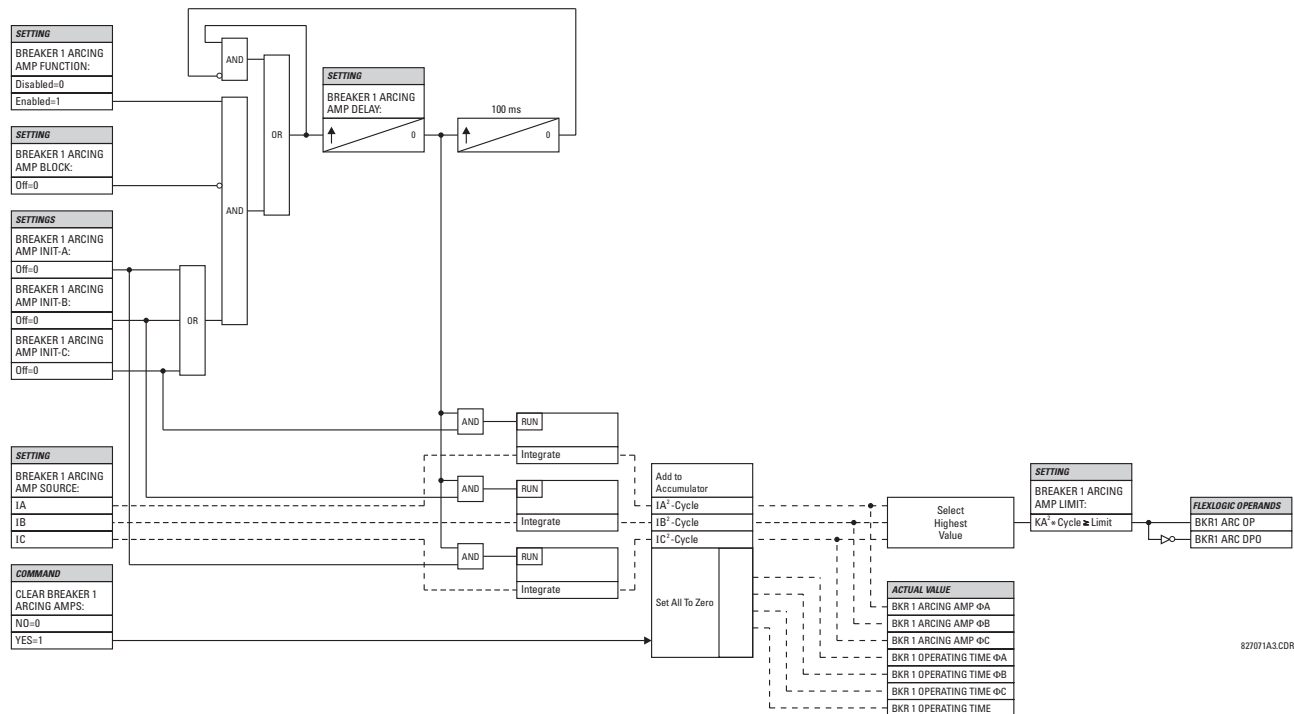 SETTING
BREAKER 1 ARCING
AMP FUNCTION:
Disabled=0
Enabled=1
SETTING
BREAKER 1 ARCING
AMP BLOCK:
Off=0
SETTINGS
BREAKER 1 ARCING
AMP INIT-A:
Off=0
BREAKER 1 ARCING
AMP INIT-B:
Off=0
BREAKER 1 ARCING
AMP INIT-C:
Off=0
SETTING
BREAKER 1 ARCING
AMP SOURCE:
IA
IB
IC
COMMAND
CLEAR BREAKER 1
ARCING AMPS:
NO=0
YES=1
OR
AND
AND
OR
SETTING
BREAKER 1 ARCING
AMP DELAY:
0
100 ms
0
AND
RUN
Integrate
AND
RUN
Integrate
AND
RUN
Integrate
Add to
Accumulator
IA²-Cycle
IB²-Cycle
IC²-Cycle
Set All To Zero
Select
Highest
Value
SETTING
BREAKER 1 ARCING
AMP LIMIT:
KA²*Cycle ≥ Limit
FLEXLOGIC OPERANDS
BKR1 ARC OP
BKR1 ARC DPO
ACTUAL VALUE
BKR 1 ARCING AMP ΦA
BKR 1 ARCING AMP ΦB
BKR 1 ARCING AMP ΦC
BKR 1 OPERATING TIME ΦA
BKR 1 OPERATING TIME ΦB
BKR 1 OPERATING TIME ΦC
BKR 1 OPERATING TIME
827071A3.CDR